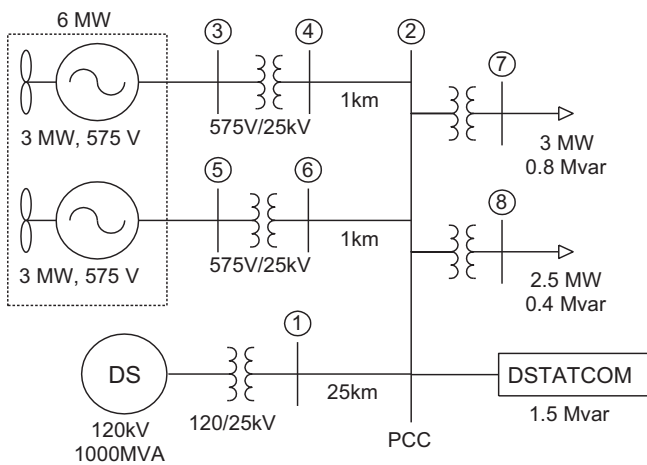 6 MW
③
④
②
⑦
3 MW, 575 V
575V/25kV
1km
3 MW
0.8 Mvar
⑤
⑥
⑧
3 MW, 575 V
575V/25kV
1km
2.5 MW
0.4 Mvar
①
DS
25km
DSTATCOM
120kV
1000MVA
120/25kV
PCC
1.5 Mvar